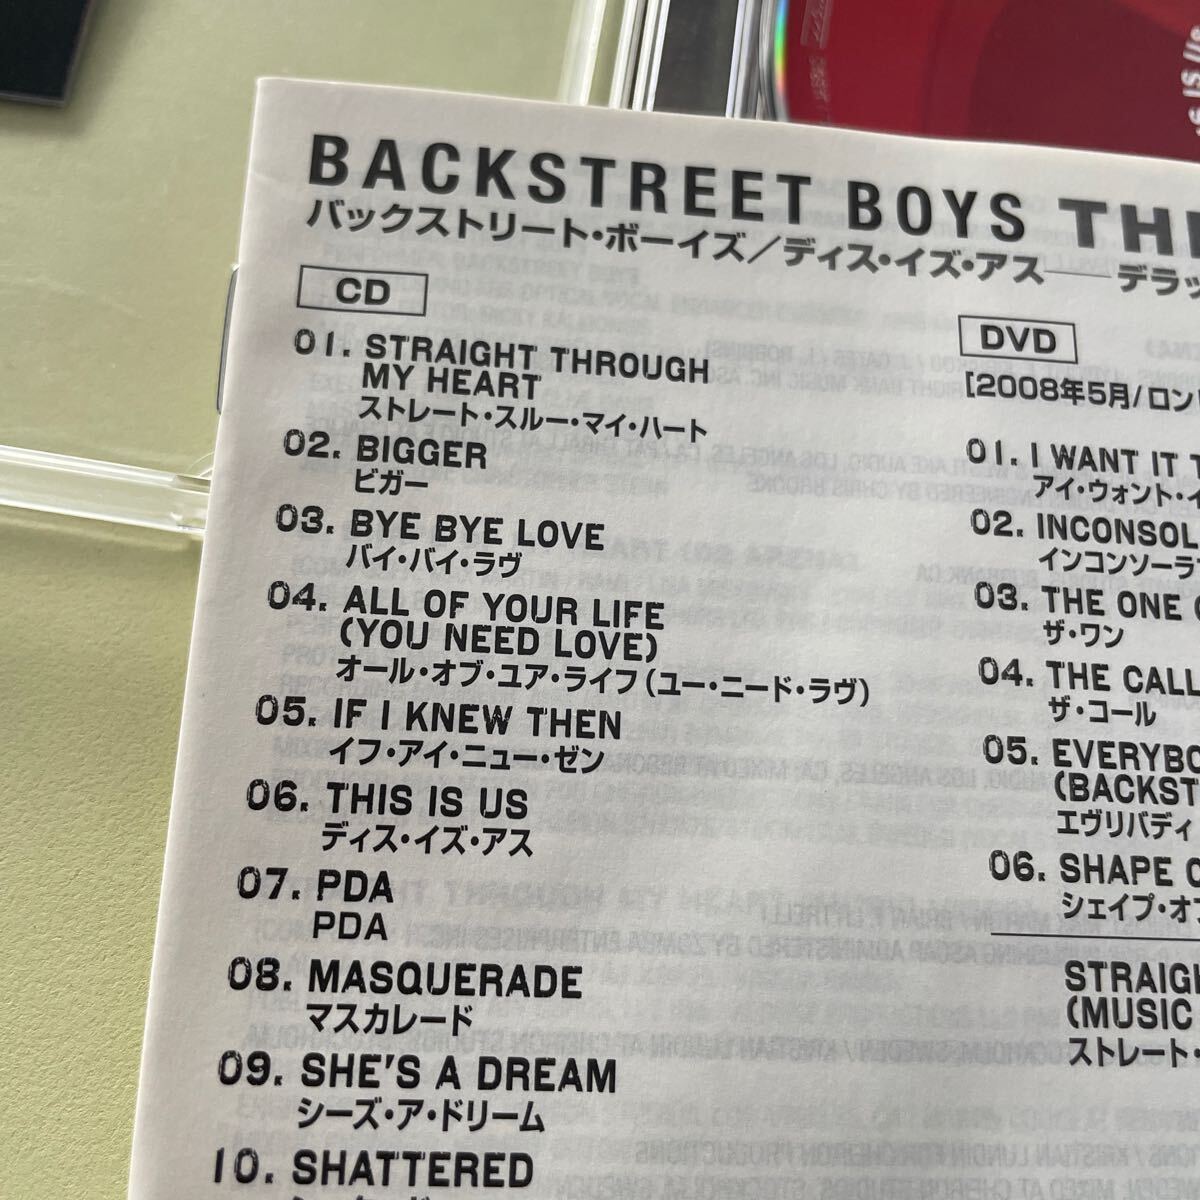 BACKSTREET BOYS
バックストリート・ボーイズ／ディス・イズ・アス
CD
01. STRAIGHT THROUGH
MY HEART
ストレート・スルー・マイ・ハート
02. BIGGER
ビガー
03. BYE BYE LOVE
バイ・バイ・ラヴ
04. ALL OF YOUR LIFE
(YOU NEED LOVE)
オール・オブ・ユア・ライフ（ユー・ニード・ラヴ）
05. IF I KNEW THEN
イフ・アイ・ニュー・ゼン
06. THIS IS US
ディス・イズ・アス
07. PDA
PDA
08. MASQUERADE
マスカレード
09. SHE'S A DREAM
シーズ・ア・ドリーム
10. SHATTERED
DVD
[2008年5月/ロン
01. I WANT IT
アイ・ウォント・
02. INCONSOL
インコンソーラ
03. THE ONE
ザ・ワン
04. THE CALL
ザ・コール
05. EVERYBO
(BACKST
エヴリバディ
06. SHAPE
シェイプ・オ
STRAIG
(MUSIC
ストレート・